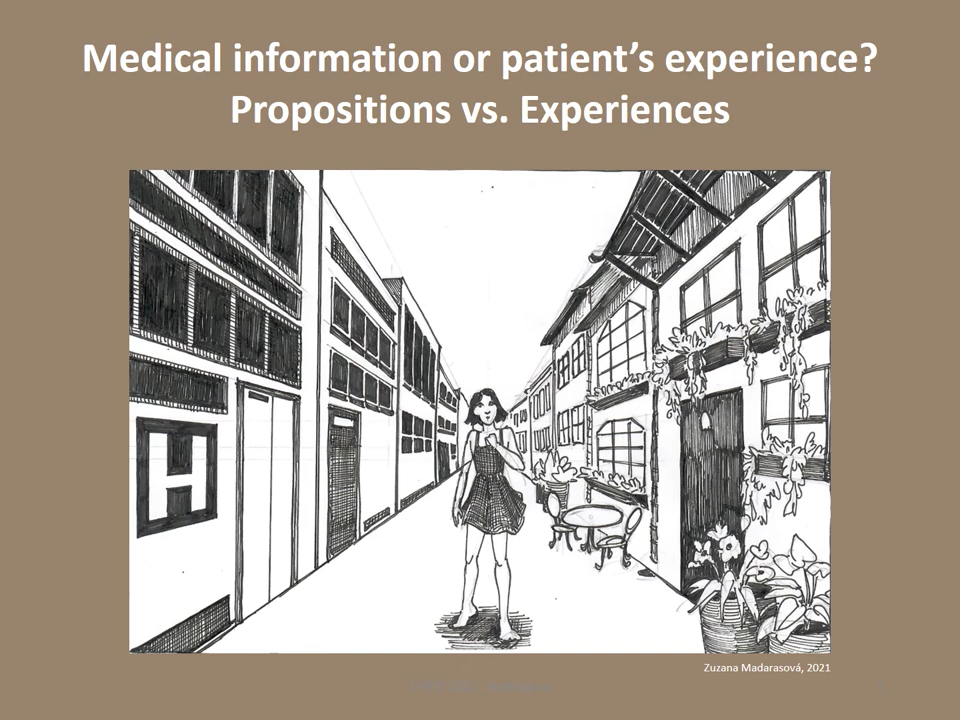 Medical information or patient’s experience?
Propositions vs. Experiences
H
Zuzana Madarasová, 2021